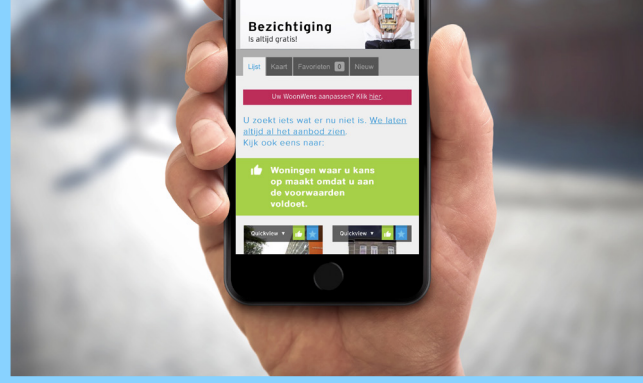 Bezichtiging
Is altijd gratis!
Lijst Kaart Favorieten 0 Nieuw
Uw WoonWens aanpassen? Klik hier.
U zoekt iets wat er nu niet is. We laten
altijd al het aanbod zien.
Kijk ook eens naar:
Woningen waar u kans
op maakt omdat u aan
de voorwaarden
voldoet.
Quickview Quickview